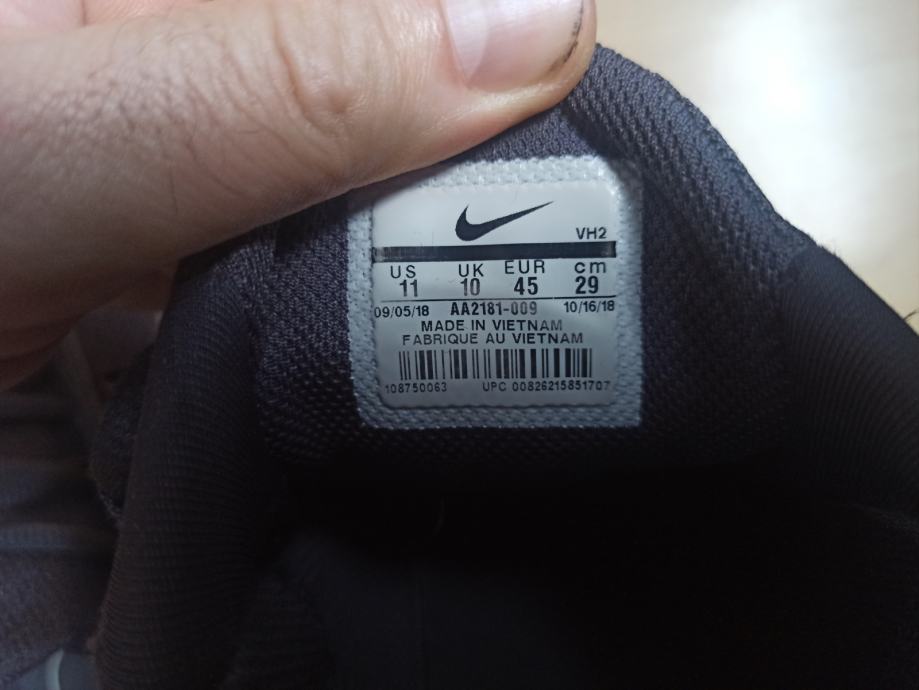 VH2
US UK EUR cm
11 10 45 29
09/05/18 AA2181-009 10/16/18
MADE IN VIETNAM
FABRIQUE AU VIETNAM
108750063 UPC 00826215851707